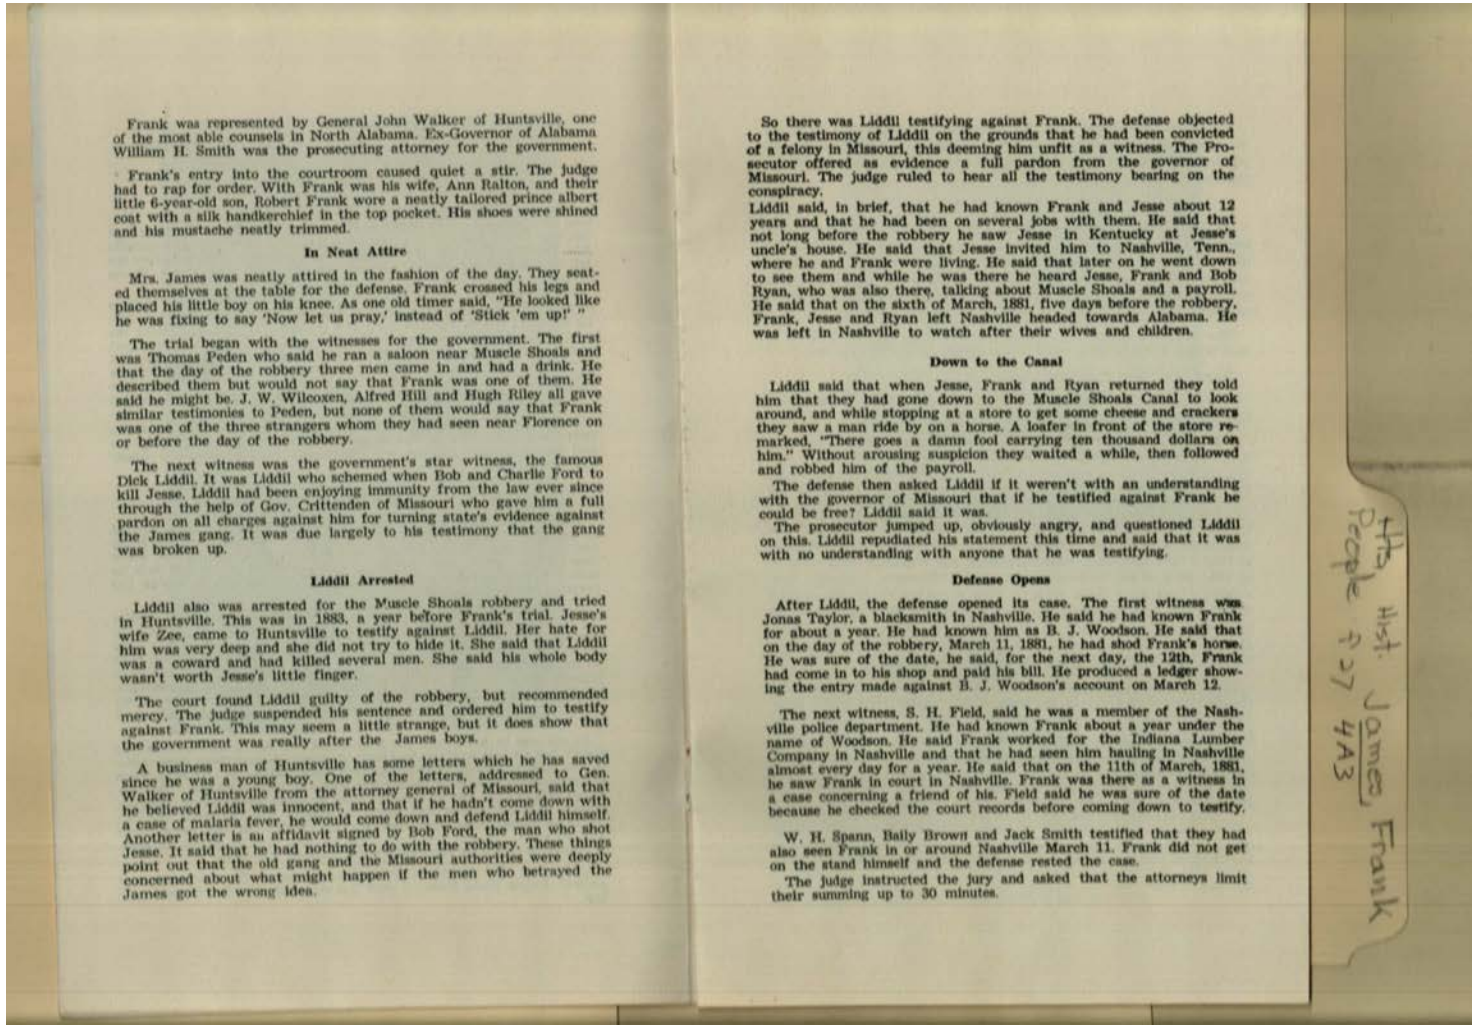 Frank was represented by General John Walker of Huntsville, one
of the most able counsels in North Alabama. Ex-Governor of Alabama
William H. Smith was the prosecuting attorney for the government.
Frank's entry into the courtroom caused quiet a stir. The judge
had to rap for order. With Frank was his wife, Ann Ralton, and their
little 6-year-old son, Robert Frank wore a neatly tailored prince albert
coat with a silk handkerchief in the top pocket. His shoes were shined
and his mustache neatly trimmed.
In Neat Attire
Mrs. James was neatly attired in the fashion of the day. They seat-
ed themselves at the table for the defense. Frank crossed his legs and
placed his little boy on his knee. As one old timer said, "He looked like
he was fixing to say 'Now let us pray,' instead of 'Stick 'em up!' "
The trial began with the witnesses for the government. The first
was Thomas Peden who said he ran a saloon near Muscle Shoals and
that the day of the robbery three men came in and had a drink. He
described them but would not say that Frank was one of them. He
said he might be. J. W. Wilcoxen, Alfred Hill and Hugh Riley all gave
similar testimonies to Peden, but none of them would say that Frank
was one of the three strangers whom they had seen near Florence on
or before the day of the robbery.
The next witness was the government's star witness, the famous
Dick Liddil. It was Liddil who schemed when Bob and Charlie Ford to
kill Jesse. Liddil had been enjoying immunity from the law ever since
through the help of Gov. Crittenden of Missouri who gave him a full
pardon on all charges against him for turning state's evidence against
the James gang. It was due largely to his testimony that the gang
was broken up.
Liddil Arrested
Liddil also was arrested for the Muscle Shoals robbery and tried
in Huntsville. This was in 1883, a year before Frank's trial. Jesse's
wife Zee, came to Huntsville to testify against Liddil. Her hate for
him was very deep and she did not try to hide it. She said that Liddil
was a coward and had killed several men. She said his whole body
wasn't worth Jesse's little finger.
The court found Liddil guilty of the robbery, but recommended
mercy. The judge suspended his sentence and ordered him to testify
against Frank. This may seem a little strange, but it does show that
the government was really after the James boys.
A business man of Huntsville has some letters which he has saved
since he was a young boy. One of the letters, addressed to Gen.
Walker of Huntsville from the attorney general of Missouri, said that
he believed Liddil was innocent, and that if he hadn't come down with
a case of malaria fever, he would come down and defend Liddil himself.
Another letter is an affidavit signed by Bob Ford, the man who shot
Jesse. It said that he had nothing to do with the robbery. These things
point out that the old gang and the Missouri authorities were deeply
concerned about what might happen if the men who betrayed the
James got the wrong idea.
So there was Liddil testifying against Frank. The defense objected
to the testimony of Liddil on the grounds that he had been convicted
of a felony in Missouri, this deeming him unfit as a witness. The Pro-
secutor offered as evidence a full pardon from the governor of
Missouri. The judge ruled to hear all the testimony bearing on the
conspiracy.
Liddil said, in brief, that he had known Frank and Jesse about 12
years and that he had been on several jobs with them. He said that
not long before the robbery he saw Jesse in Kentucky at Jesse's
uncle's house. He said that Jesse invited him to Nashville, Tenn.,
where he and Frank were living. He said that later on he went down
to see them and while he was there he heard Jesse, Frank and Bob
Ryan, who was also there, talking about Muscle Shoals and a payroll.
He said that on the sixth of March, 1881, five days before the robbery,
Frank, Jesse and Ryan left Nashville headed towards Alabama. He
was left in Nashville to watch after their wives and children.
Down to the Canal
Liddil said that when Jesse, Frank and Ryan returned they told
him that they had gone down to the Muscle Shoals Canal to look
around, and while stopping at a store to get some cheese and crackers
they saw a man ride by on a horse. A loafer in front of the store re-
marked, "There goes a damn fool carrying ten thousand dollars on
him." Without arousing suspicion they waited a while, then followed
and robbed him of the payroll.
The defense then asked Liddil if it weren't with an understanding
with the governor of Missouri that if he testified against Frank he
could be free? Liddil said it was.
The prosecutor jumped up, obviously angry, and questioned Liddil
on this. Liddil repudiated his statement this time and said that it was
with no understanding with anyone that he was testifying.
Defense Opens
After Liddil, the defense opened its case. The first witness was
Jonas Taylor, a blacksmith in Nashville. He said he had known Frank
for about a year. He had known him as B. J. Woodson. He said that
on the day of the robbery, March 11, 1881, he had shod Frank's horse.
He was sure of the date, he said, for the next day, the 12th, Frank
had come in to his shop and paid his bill. He produced a ledger show-
ing the entry made against B. J. Woodson's account on March 12.
The next witness, S. H. Field, said he was a member of the Nash-
ville police department. He had known Frank about a year under the
name of Woodson. He said Frank worked for the Indiana Lumber
Company in Nashville and that he had seen him hauling in Nashville
almost every day for a year. He said that on the 11th of March, 1881,
he saw Frank in court in Nashville. Frank was there as a witness in
a case concerning a friend of his. Field said he was sure of the date
because he checked the court records before coming down to testify.
W. H. Spann, Baily Brown and Jack Smith testified that they had
also seen Frank in or around Nashville March 11. Frank did not get
on the stand himself and the defense rested the case.
The judge instructed the jury and asked that the attorneys limit
their summing up to 30 minutes.
Hist. James, Frank
People
4A3